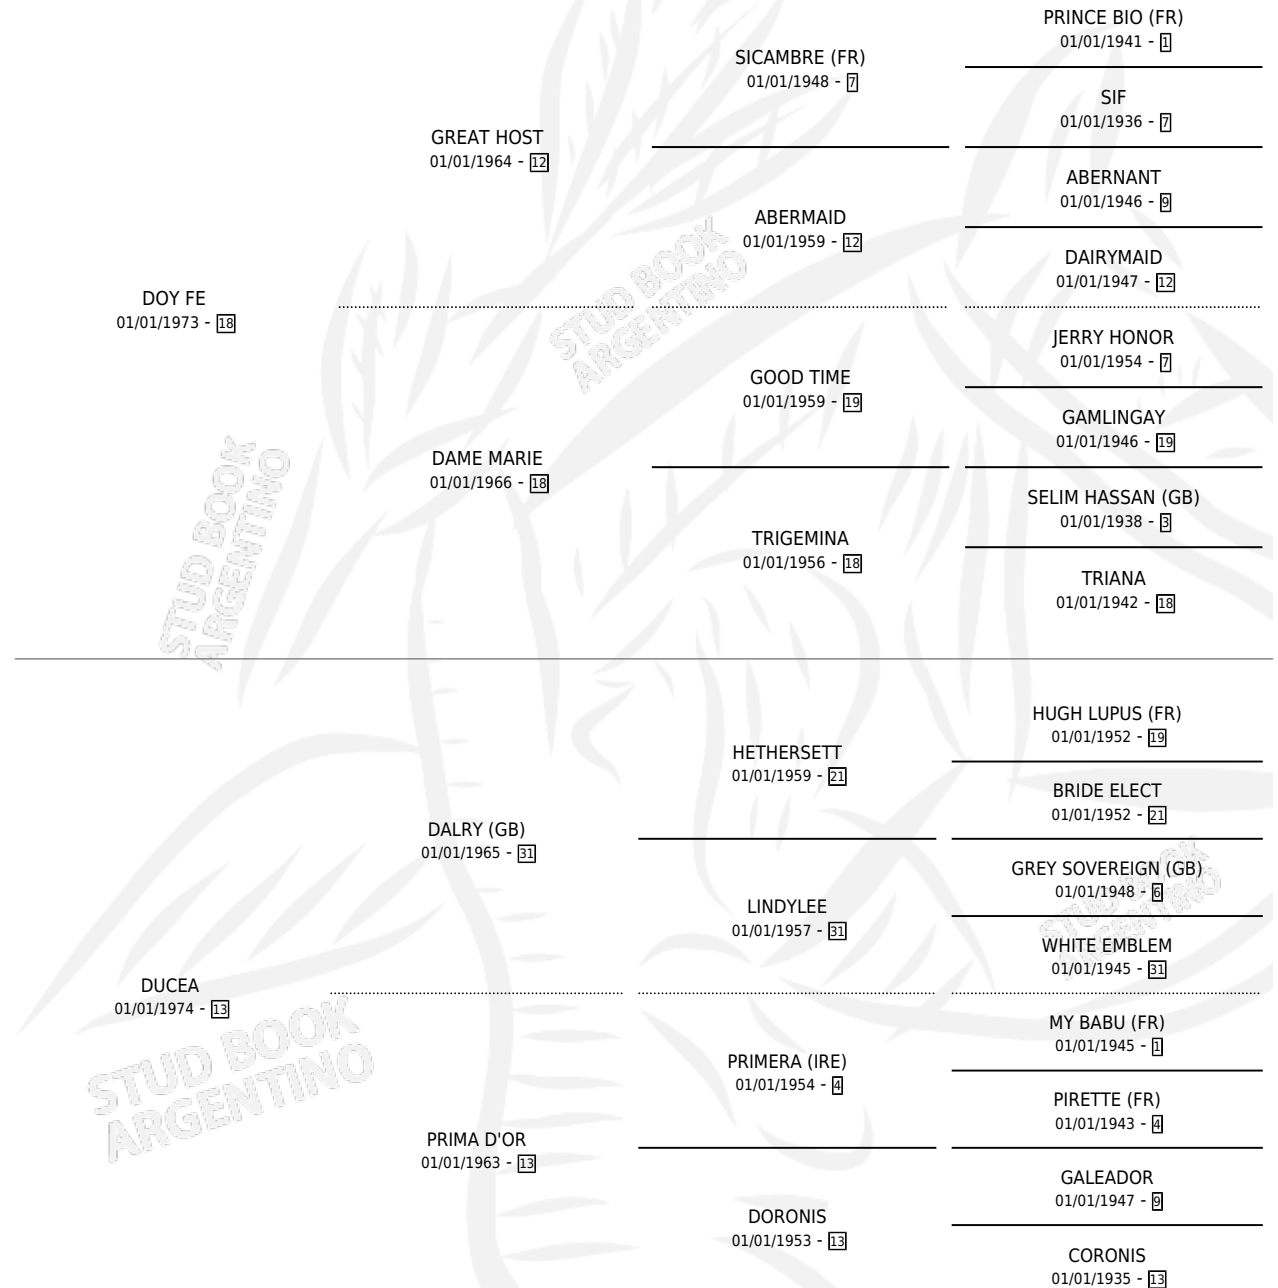 PRINCE BIO (FR)
01/01/1941 - 1
SICAMBRE (FR)
01/01/1948 - 7
SIF
01/01/1936 - 7
GREAT HOST
01/01/1964 - 12
ABERNANT
01/01/1946 - 9
ABERMAID
01/01/1959 - 12
DAIRYMAID
01/01/1947 - 12
DOY FE
01/01/1973 - 18
JERRY HONOR
01/01/1954 - 7
GOOD TIME
01/01/1959 - 19
GAMLINGAY
01/01/1946 - 19
DAME MARIE
01/01/1966 - 18
SELIM HASSAN (GB)
01/01/1938 - 3
TRIGEMINA
01/01/1956 - 18
TRIANA
01/01/1942 - 18
HUGH LUPUS (FR)
01/01/1952 - 19
HETHERSETT
01/01/1959 - 21
BRIDE ELECT
01/01/1952 - 21
DALRY (GB)
01/01/1965 - 31
GREY SOVEREIGN (GB)
01/01/1948 - 6
LINDYLEE
01/01/1957 - 31
WHITE EMBLEM
01/01/1945 - 31
DUCEA
01/01/1974 - 13
MY BABU (FR)
01/01/1945 - 1
PRIMERA (IRE)
01/01/1954 - 4
PIRETTE (FR)
01/01/1943 - 4
PRIMA D'OR
01/01/1963 - 13
GALEADOR
01/01/1947 - 9
DORONIS
01/01/1953 - 13
CORONIS
01/01/1935 - 13
STUD BOOK
ARGENTINO
STUD BOOK
ARGENTINO
STUD BOOK
ARGENTINO
STUD BOOK
ARGENTINO